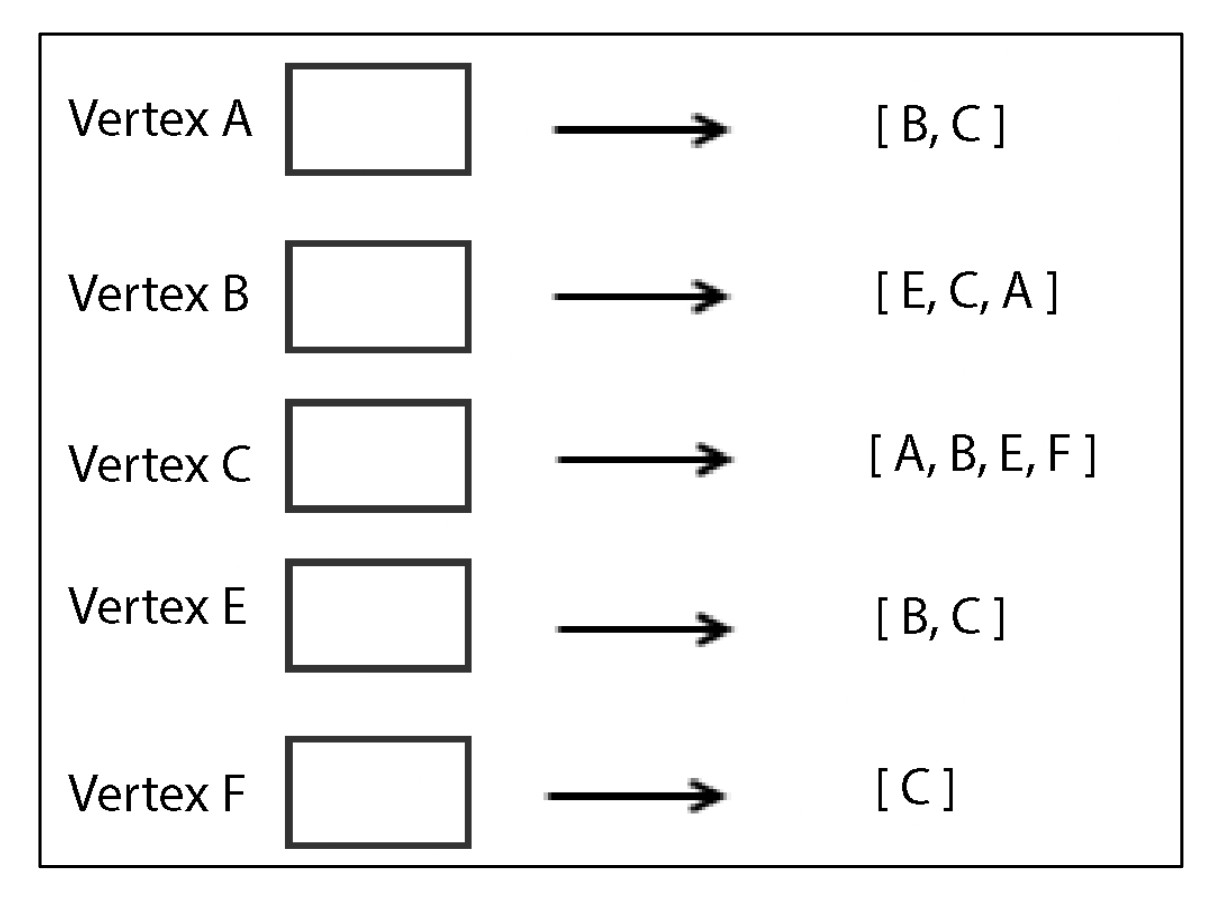 Vertex A [ B, C ]
Vertex B [ E, C, A ]
Vertex C [ A, B, E, F ]
Vertex E [ B, C ]
Vertex F [ C ]